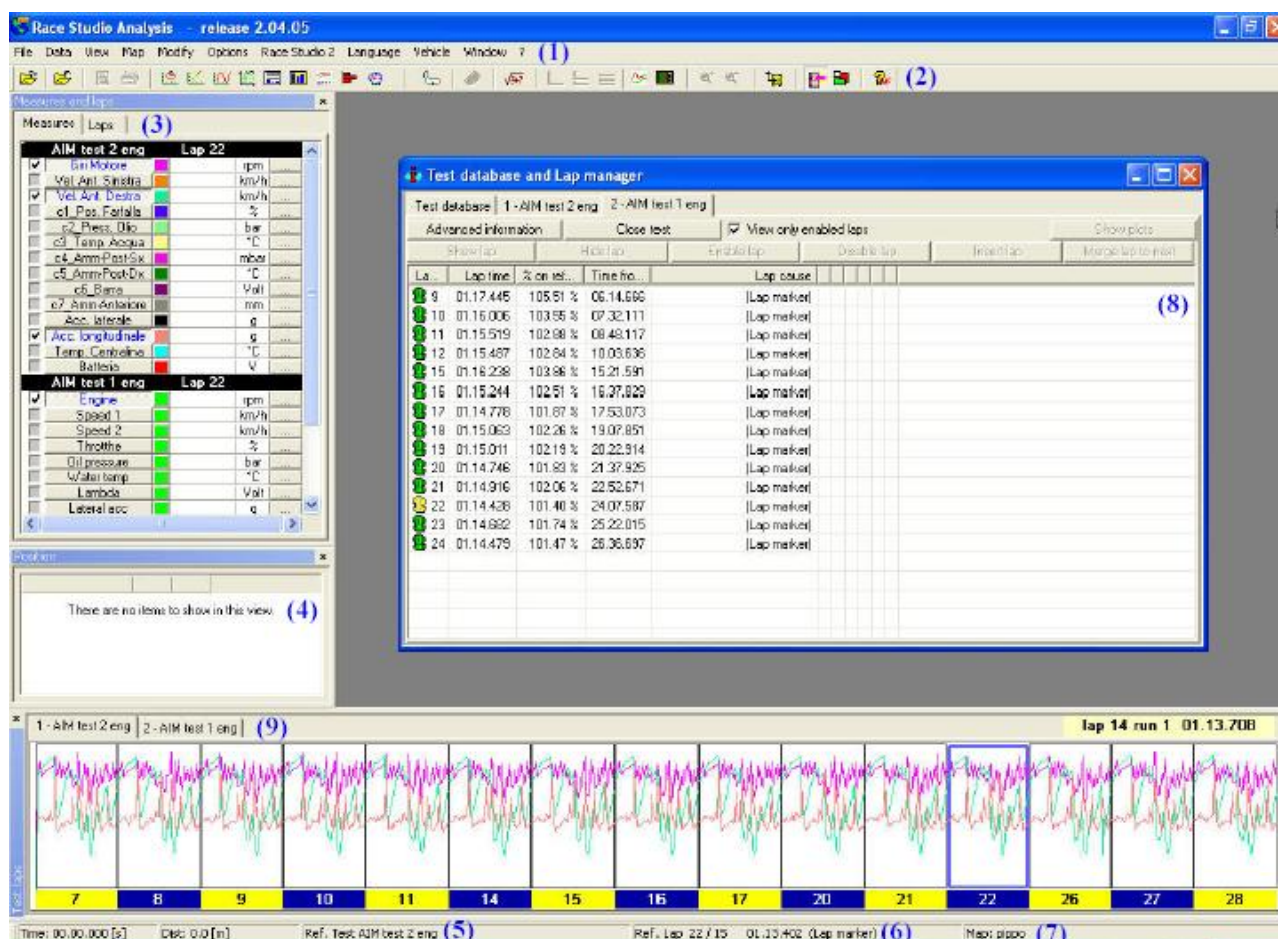 Race Studio Analysis - release 2.04.05
File Data View Map Modify Options Race Studio 2 Language Vehicle Window ? (1)
(2)
Measures and laps
Measures Laps (3)
AIM test 2 eng Lap 22
Giri Motore rpm ...
Vel. Ant. Sinistra km/h ...
Vel. Ant. Destra km/h ...
c1_Pos. Farfalla % ...
c2_Press. Olio bar ...
c3_Temp. Acqua °C ...
c4_Amm-Post-Sx mbar ...
c5_Amm-Post-Dx °C ...
c6_Barra Volt ...
c7_Amm-Anteriore mm ...
Acc. laterale g ...
Acc. longitudinale g ...
Temp. Centralina °C ...
Batteria V ...
AIM test 1 eng Lap 22
Engine rpm ...
Speed 1 km/h ...
Speed 2 km/h ...
Throtthe % ...
Oil pressure bar ...
Water temp °C ...
Lambda Volt ...
Lateral acc g ...
Position
There are no items to show in this view. (4)
Test database and Lap manager
Test database 1 - AIM test 2 eng 2 - AIM test 1 eng
Advanced information Close test View only enabled laps Show plots
Show lap Hide lap Enable lap Disable lap Insert lap Merge lap to next
La... Lap time % on ref... Time fro... Lap cause
9 01.17.445 105.51 % 06.14.666 |Lap marker|
(8)
10 01.16.006 103.55 % 07.32.111 |Lap marker|
11 01.15.519 102.88 % 08.48.117 |Lap marker|
12 01.15.487 102.84 % 10.03.636 |Lap marker|
15 01.16.238 103.86 % 15.21.591 |Lap marker|
16 01.15.244 102.51 % 16.37.829 |Lap marker|
17 01.14.778 101.87 % 17.53.073 |Lap marker|
18 01.15.063 102.26 % 19.07.851 |Lap marker|
19 01.15.011 102.19 % 20.22.914 |Lap marker|
20 01.14.746 101.83 % 21.37.925 |Lap marker|
21 01.14.916 102.06 % 22.52.671 |Lap marker|
22 01.14.428 101.40 % 24.07.587 |Lap marker|
23 01.14.682 101.74 % 25.22.015 |Lap marker|
24 01.14.479 101.47 % 26.36.697 |Lap marker|
1 - AIM test 2 eng 2 - AIM test 1 eng (9) lap 14 run 1 01.13.708
Test laps
7 8 9 10 11 14 15 16 17 20 21 22 26 27 28
Time: 00.00.000 [s] Dist: 0.0 [m] Ref. Test AIM test 2 eng (5) Ref. Lap 22 / 15 01.13.402 (Lap marker) (6) Map: pippo (7)